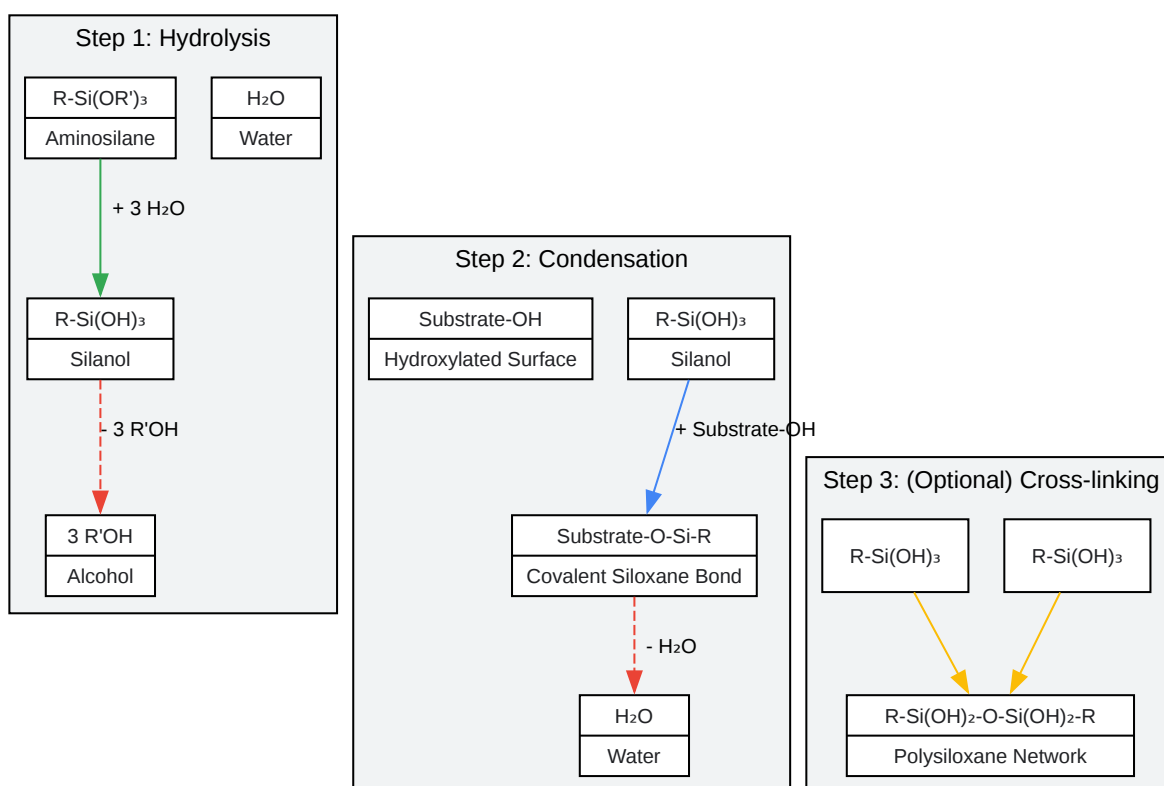 Step 1: Hydrolysis
R-Si(OR')₃
Aminosilane
H₂O
Water
+ 3 H₂O
R-Si(OH)₃
Silanol
- 3 R'OH
3 R'OH
Alcohol
Step 2: Condensation
Substrate-OH
Hydroxylated Surface
R-Si(OH)₃
Silanol
+ Substrate-OH
Substrate-O-Si-R
Covalent Siloxane Bond
- H₂O
H₂O
Water
Step 3: (Optional) Cross-linking
R-Si(OH)₃
R-Si(OH)₃
R-Si(OH)₂-O-Si(OH)₂-R
Polysiloxane Network